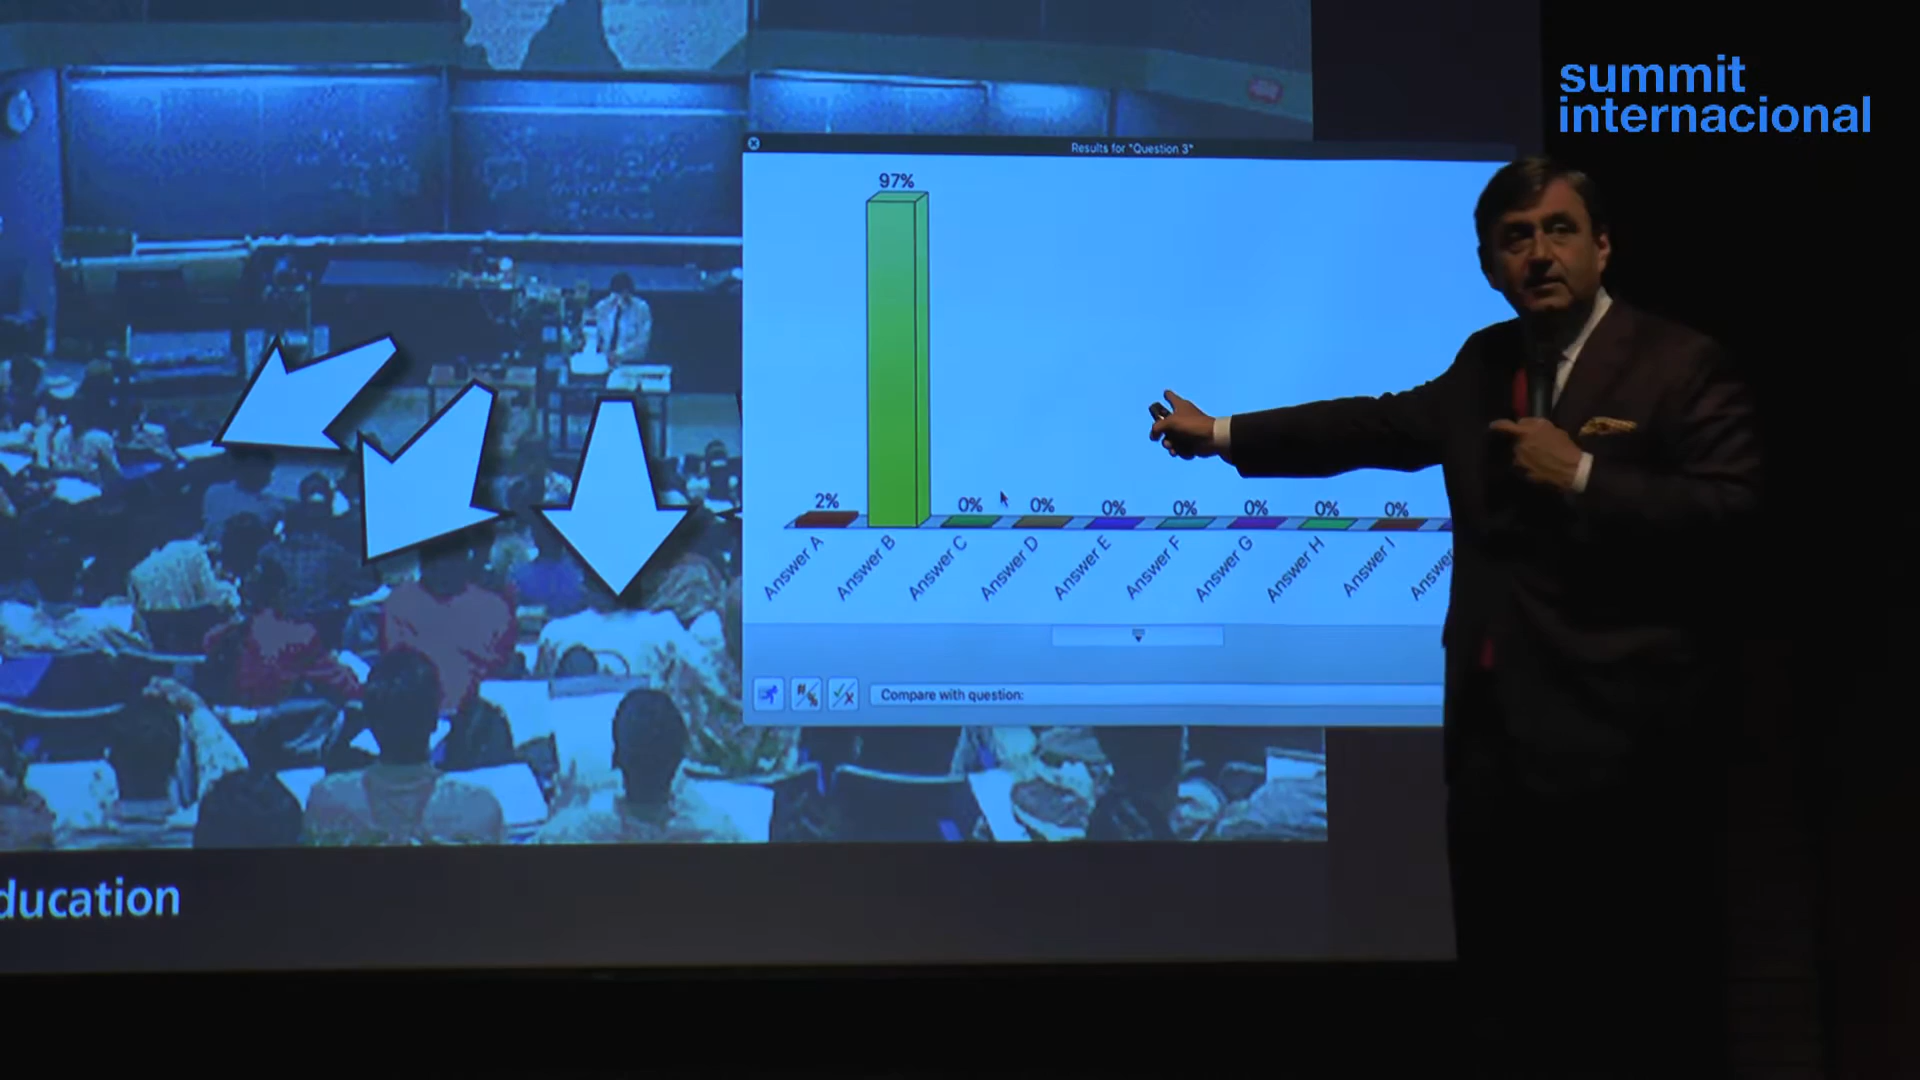 summit
internacional
Results for "Question 3"
97%
2%
0%
0%
0%
0%
0%
0%
0%
Answer A
Answer B
Answer C
Answer D
Answer E
Answer F
Answer G
Answer H
Answer I
Answer
Compare with question:
ducation